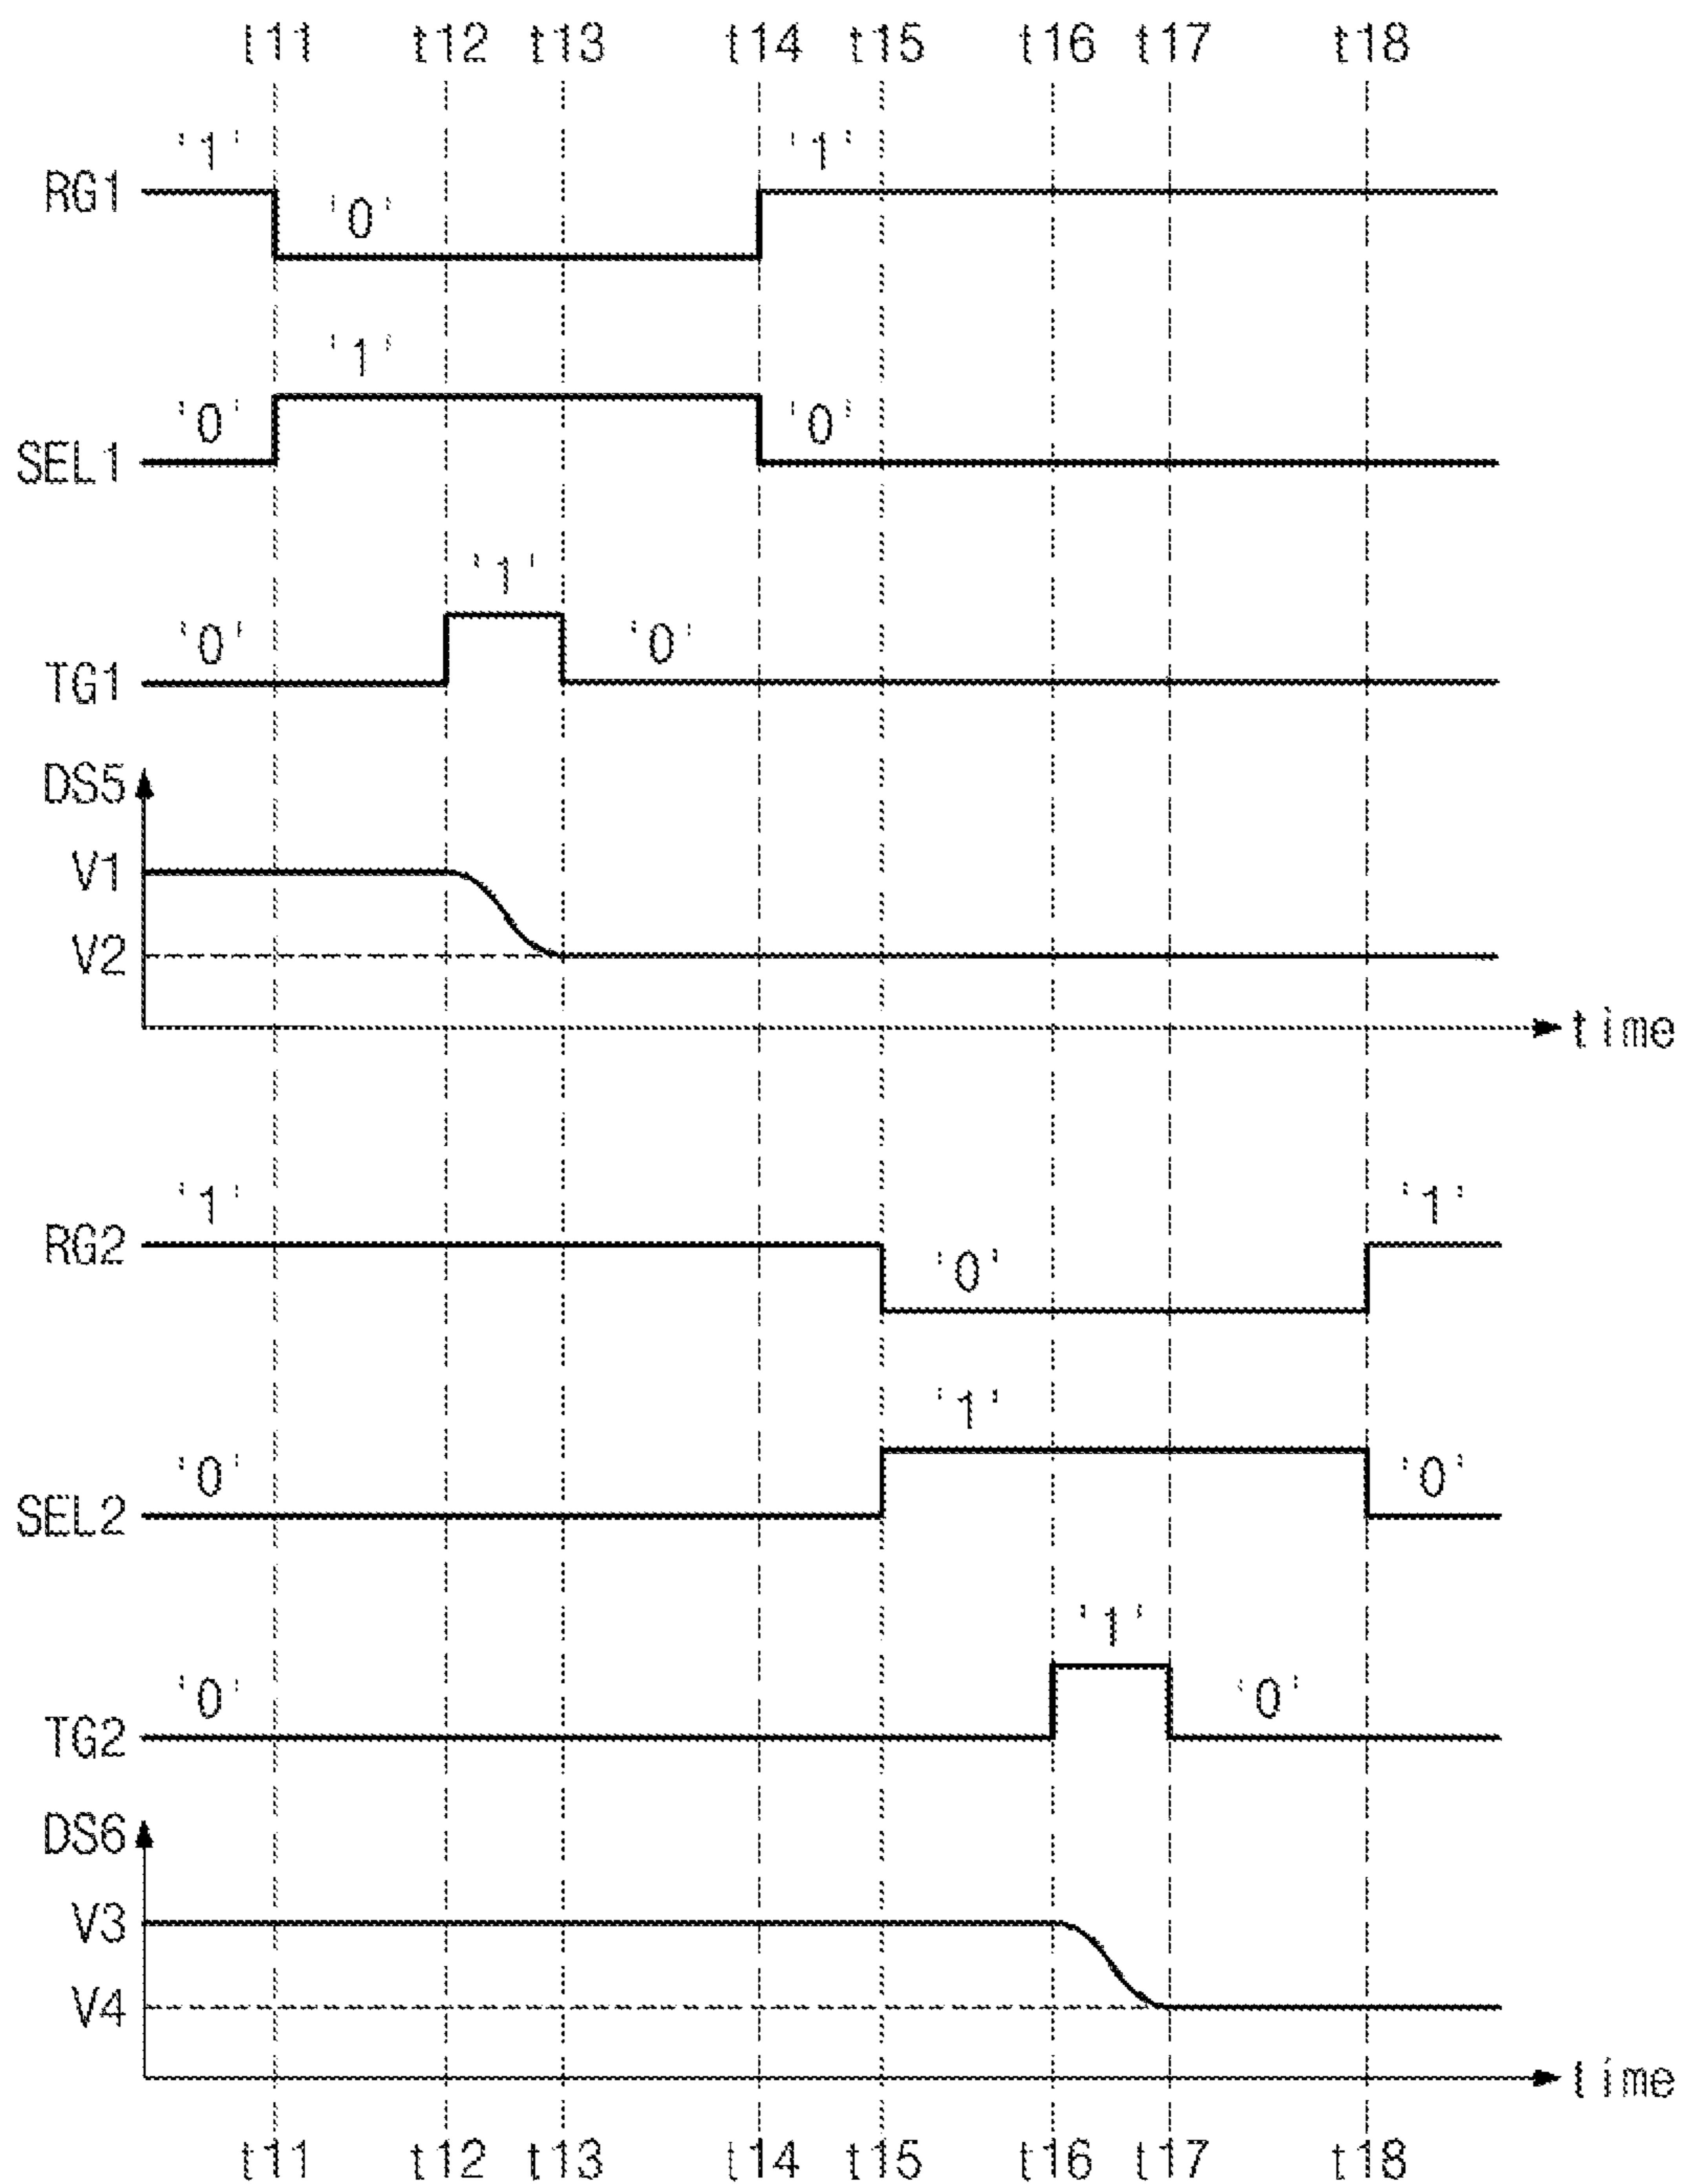 t11 t12 t13 t14 t15 t16 t17 t18
'1' '1'
RG1 '0'
'1'
'0' '0'
SEL1
'1'
'0' '0'
TG1
DS5
V1
V2
time
'1' '1'
RG2 '0'
'1'
'0' '0'
SEL2
'1'
'0' '0'
TG2
DS6
V3
V4
time
t11 t12 t13 t14 t15 t16 t17 t18